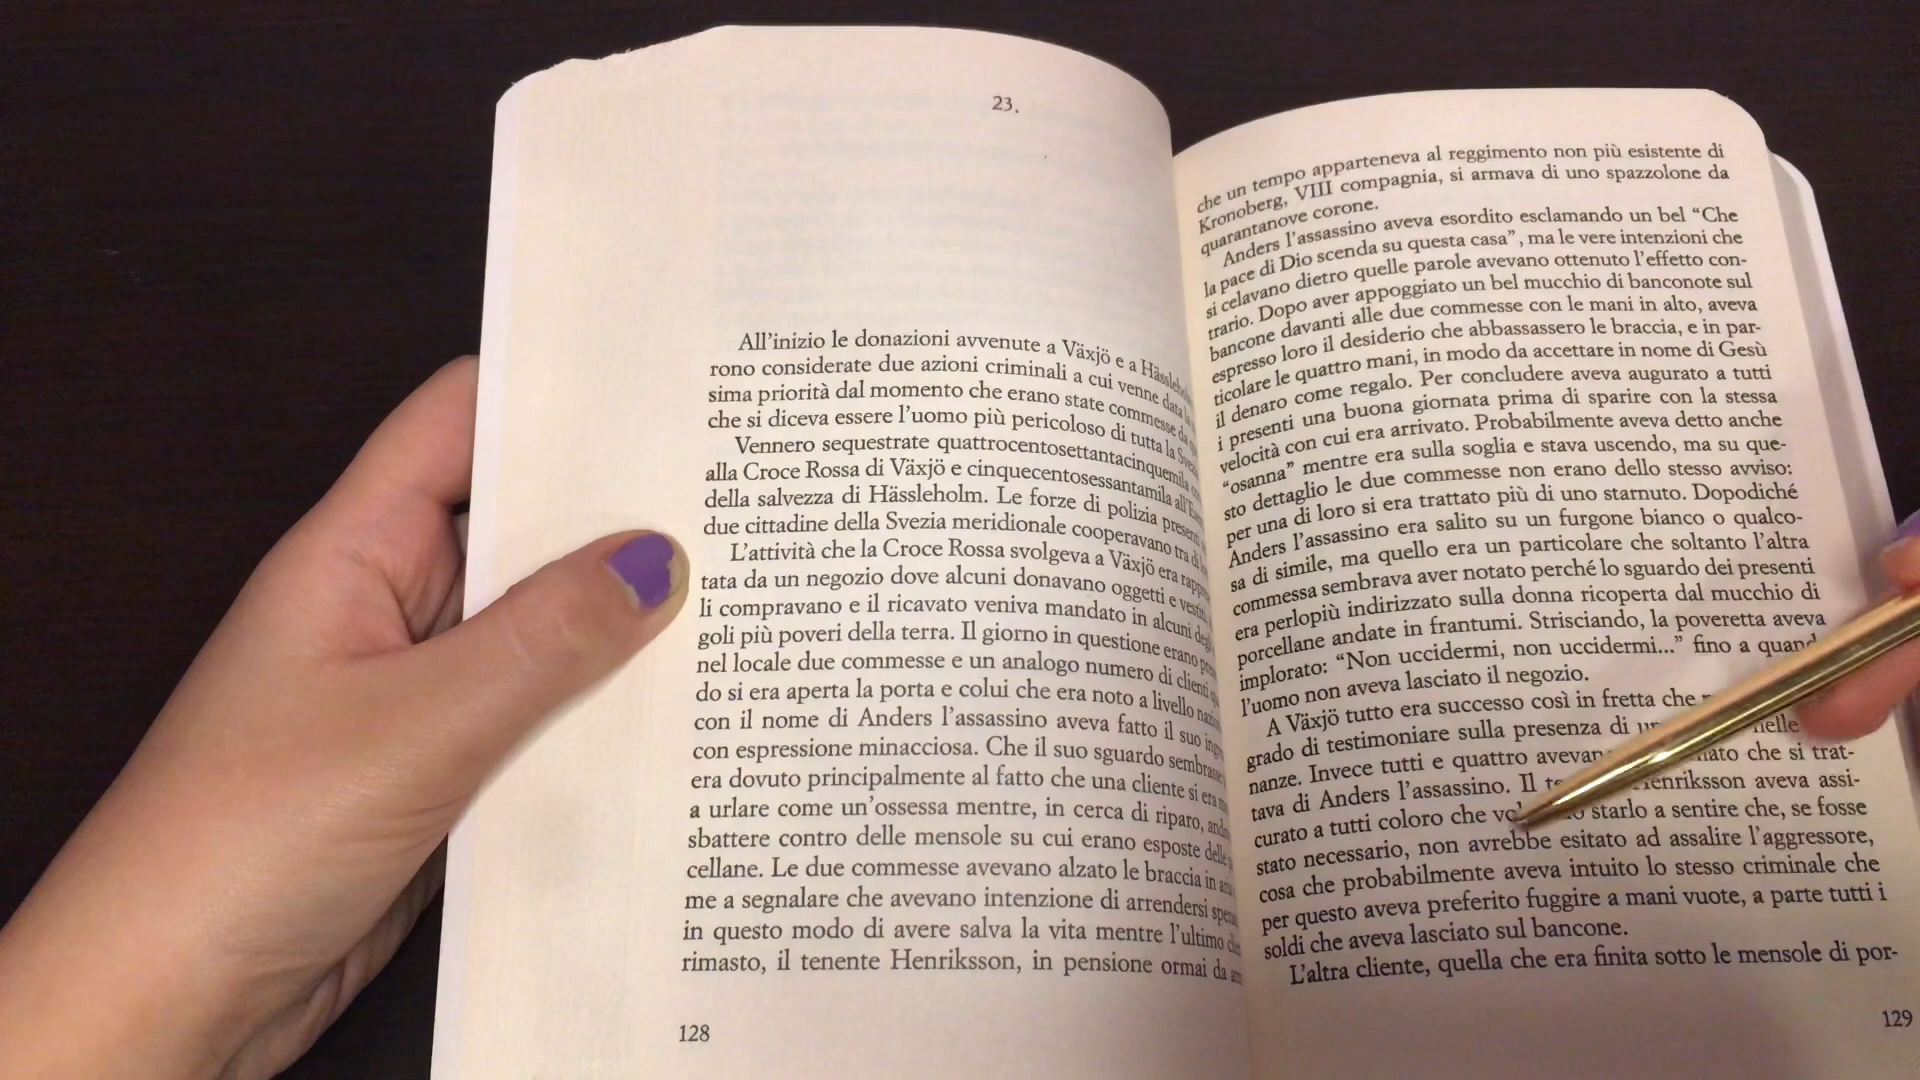 23.
All'inizio le donazioni avvenute a Växjö e a Hässleholm
rono considerate due azioni criminali a cui venne data la
sima priorità dal momento che erano state commesse da
che si diceva essere l'uomo più pericoloso di tutta la Svezia
Vennero sequestrate quattrocentosettantacinquemila
alla Croce Rossa di Växjö e cinquecentosessantamila
della salvezza di Hässleholm. Le forze di polizia
due cittadine della Svezia meridionale cooperavano tra di
L'attività che la Croce Rossa svolgeva a Växjö era
tata da un negozio dove alcuni donavano oggetti e
li compravano e il ricavato veniva mandato in alcuni
goli più poveri della terra. Il giorno in questione erano
nel locale due commesse e un analogo numero di clienti
do si era aperta la porta e colui che era noto a livello
con il nome di Anders l'assassino aveva fatto il suo
con espressione minacciosa. Che il suo sguardo
era dovuto principalmente al fatto che una cliente si era
a urlare come un'ossessa mentre, in cerca di riparo,
sbattere contro delle mensole su cui erano esposte delle
cellane. Le due commesse avevano alzato le braccia in
me a segnalare che avevano intenzione di arrendersi
in questo modo di avere salva la vita mentre l'ultimo
rimasto, il tenente Henriksson, in pensione ormai da
128
che un tempo apparteneva al reggimento non più esistente di
Kronoberg, VIII compagnia, si armava di uno spazzolone da
quarantanove corone.
Anders l'assassino aveva esordito esclamando un bel “Che
la pace di Dio scenda su questa casa”, ma le vere intenzioni che
si celavano dietro quelle parole avevano ottenuto l'effetto con-
trario. Dopo aver appoggiato un bel mucchio di banconote sul
bancone davanti alle due commesse con le mani in alto, aveva
espresso loro il desiderio che abbassassero le braccia, e in par-
ticolare le quattro mani, in modo da accettare in nome di Gesù
il denaro come regalo. Per concludere aveva augurato a tutti
i presenti una buona giornata prima di sparire con la stessa
velocità con cui era arrivato. Probabilmente aveva detto anche
“osanna” mentre era sulla soglia e stava uscendo, ma su que-
sto dettaglio le due commesse non erano dello stesso avviso:
per una di loro si era trattato più di uno starnuto. Dopodiché
Anders l'assassino era salito su un furgone bianco o qualco-
sa di simile, ma quello era un particolare che soltanto l'altra
commessa sembrava aver notato perché lo sguardo dei presenti
era perlopiù indirizzato sulla donna ricoperta dal mucchio di
porcellane andate in frantumi. Strisciando, la poveretta aveva
implorato: “Non uccidermi, non uccidermi...” fino a quando
l'uomo non aveva lasciato il negozio.
A Växjö tutto era successo così in fretta che
grado di testimoniare sulla presenza di
nanze. Invece tutti e quattro che si trat-
tava di Anders l'assassino. Il Henriksson aveva assi-
curato a tutti coloro che starlo a sentire che, se fosse
stato necessario, non avrebbe esitato ad assalire l'aggressore,
cosa che probabilmente aveva intuito lo stesso criminale che
per questo aveva preferito fuggire a mani vuote, a parte tutti i
soldi che aveva lasciato sul bancone.
L'altra cliente, quella che era finita sotto le mensole di por-
129